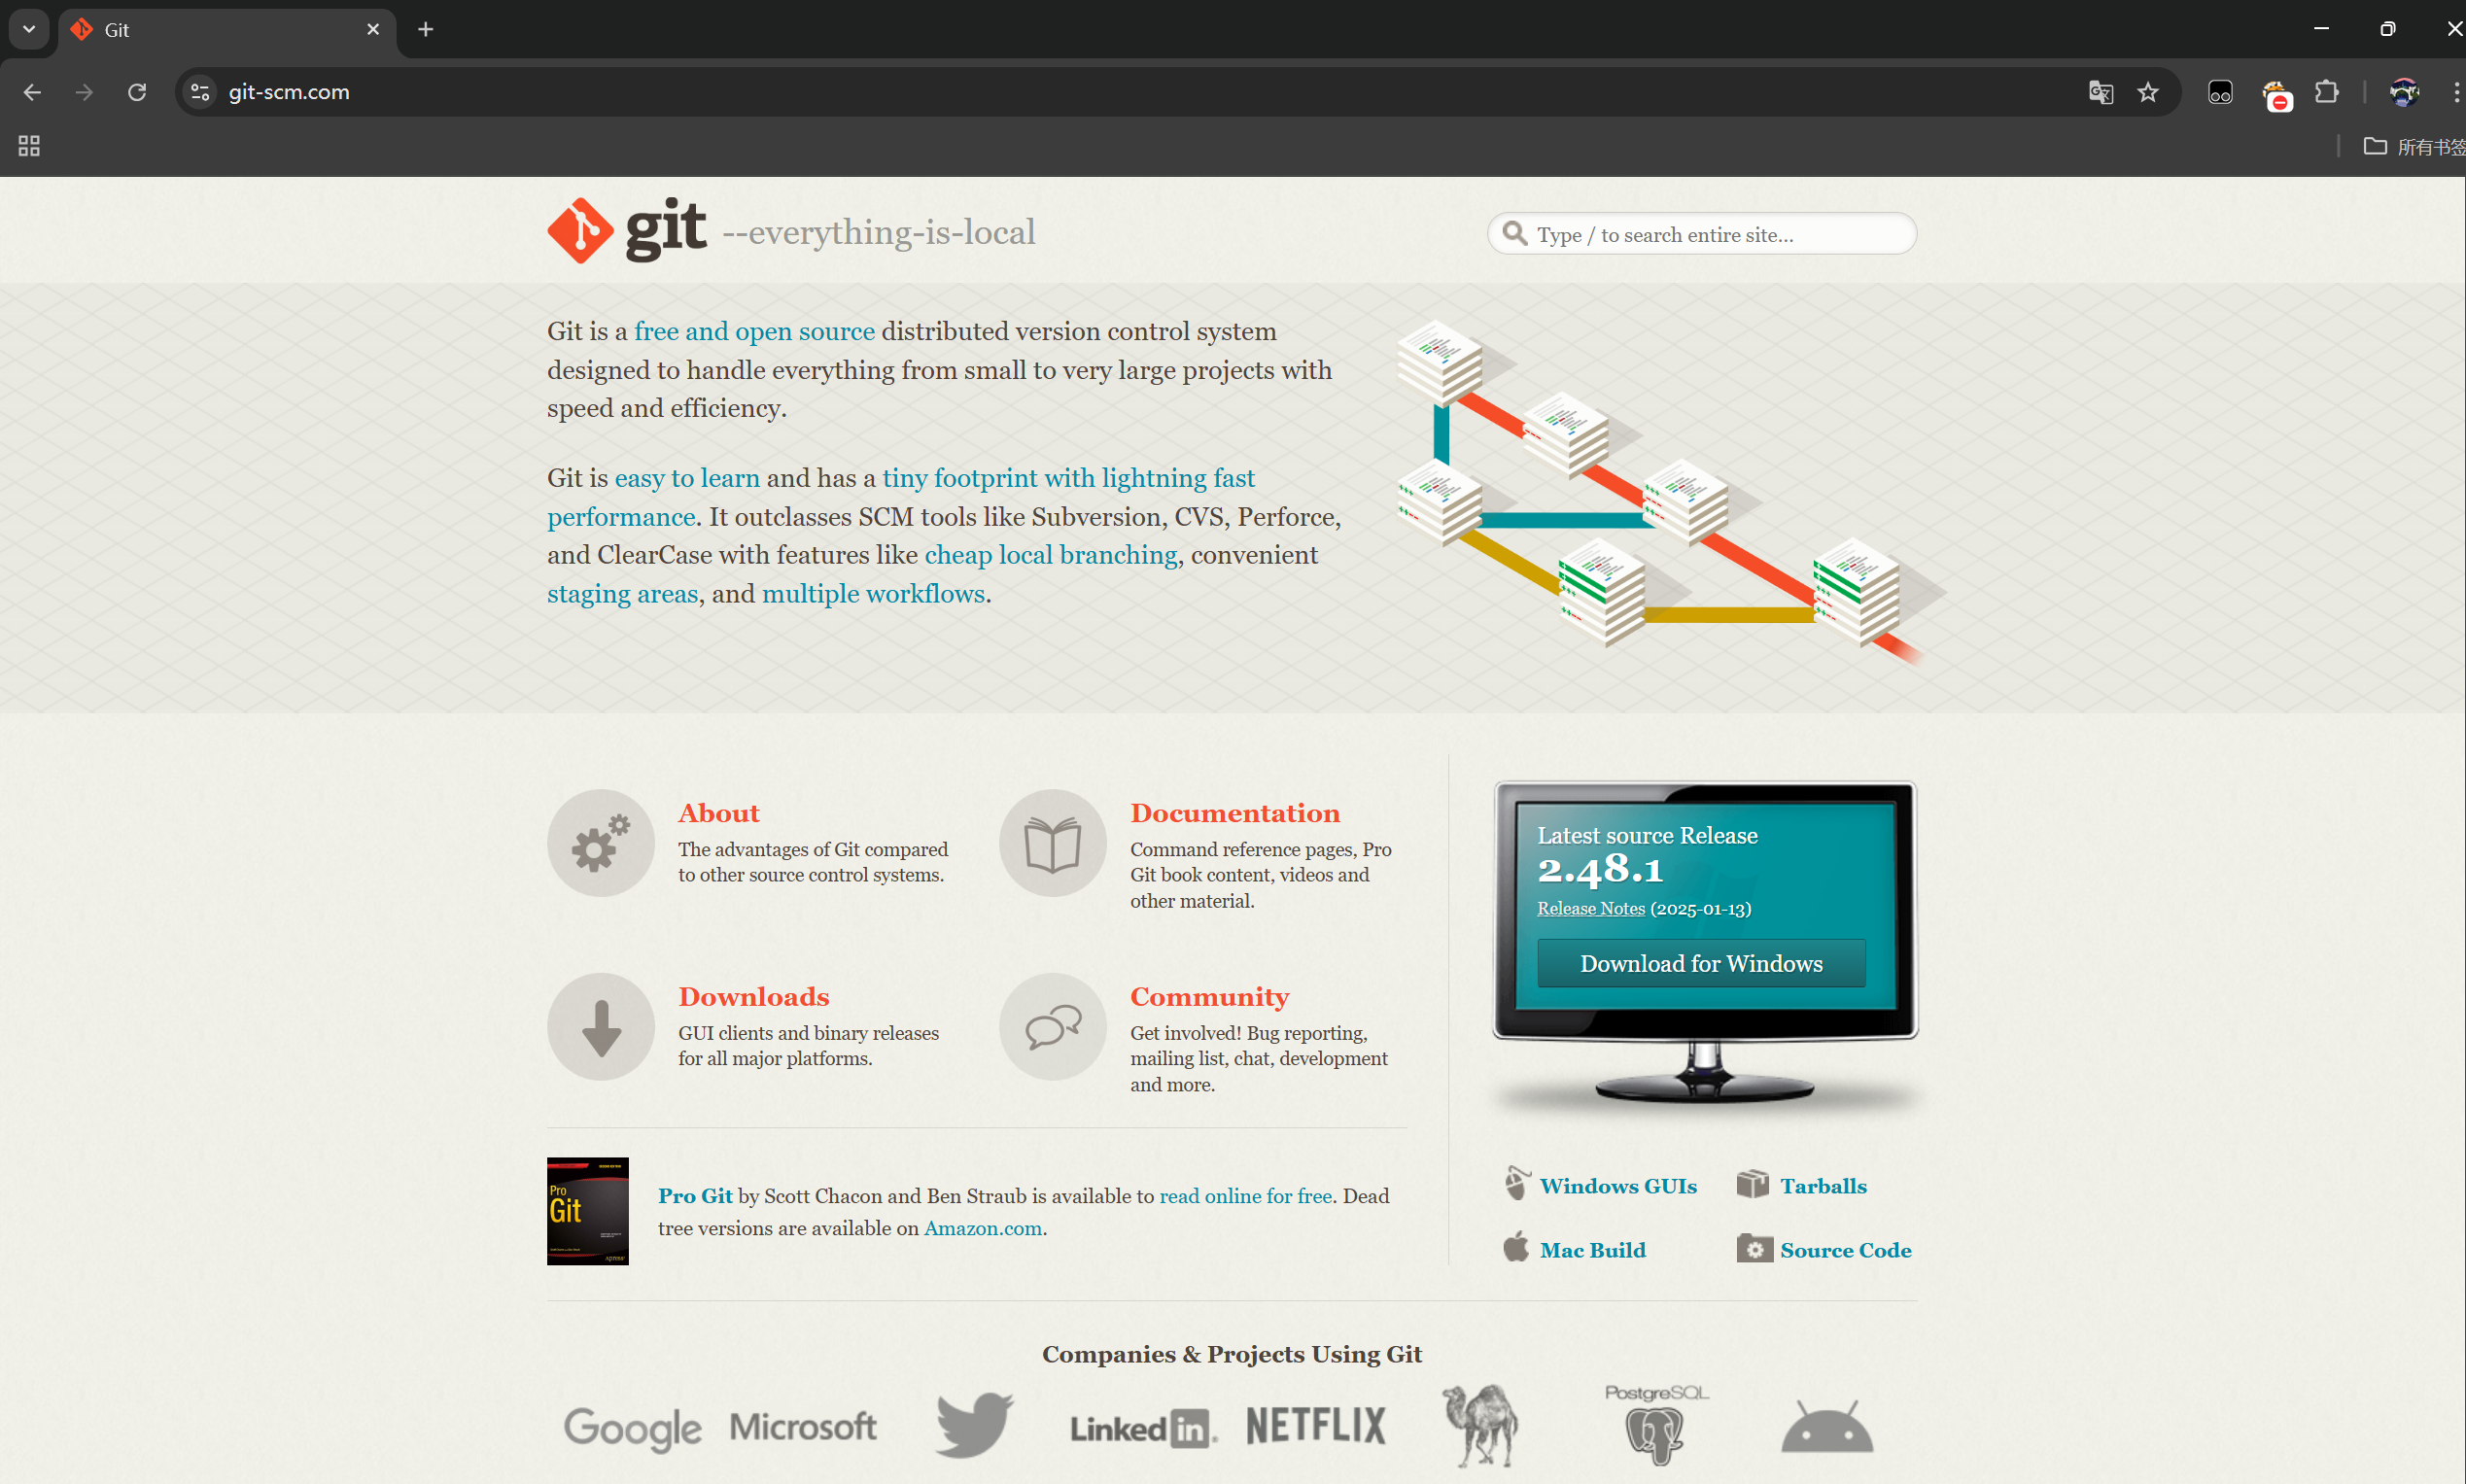 Git
git-scm.com
所有书签
git --everything-is-local
Type / to search entire site...
Git is a free and open source distributed version control system
designed to handle everything from small to very large projects with
speed and efficiency.
Git is easy to learn and has a tiny footprint with lightning fast
performance. It outclasses SCM tools like Subversion, CVS, Perforce,
and ClearCase with features like cheap local branching, convenient
staging areas, and multiple workflows.
About
The advantages of Git compared
to other source control systems.
Documentation
Command reference pages, Pro
Git book content, videos and
other material.
Downloads
GUI clients and binary releases
for all major platforms.
Community
Get involved! Bug reporting,
mailing list, chat, development
and more.
Pro
Git
Pro Git by Scott Chacon and Ben Straub is available to read online for free. Dead
tree versions are available on Amazon.com.
Latest source Release
2.48.1
Release Notes (2025-01-13)
Download for Windows
Windows GUIs
Tarballs
Mac Build
Source Code
Companies & Projects Using Git
Google
Microsoft
Linked in
NETFLIX
PostgreSQL